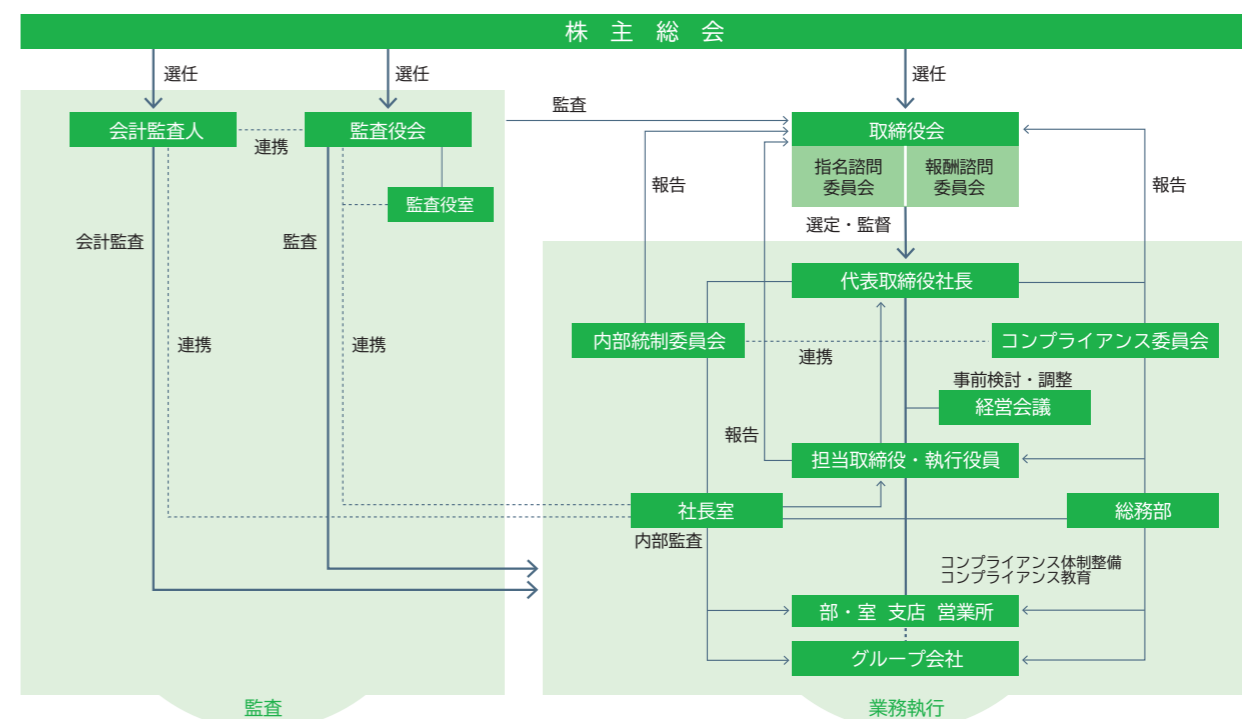 株主総会
選任
選任
選任
監査
会計監査人
連携
監査役会
取締役会
指名諮問
委員会
報酬諮問
委員会
報告
報告
監査役室
選定・監督
会計監査
監査
代表取締役社長
連携
連携
内部統制委員会
連携
コンプライアンス委員会
事前検討・調整
経営会議
報告
担当取締役・執行役員
社長室
総務部
内部監査
コンプライアンス体制整備
コンプライアンス教育
部・室 支店 営業所
グループ会社
監査
業務執行